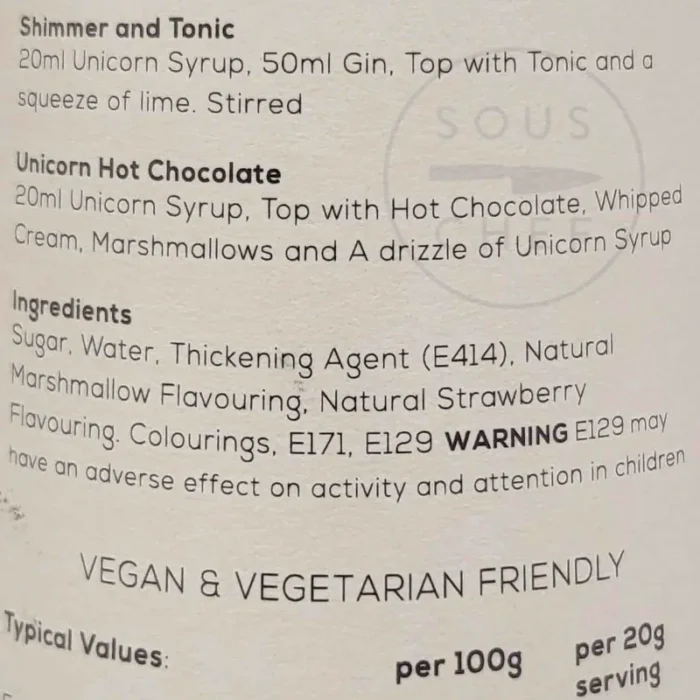 Shimmer and Tonic
20ml Unicorn Syrup, 50ml Gin, Top with Tonic and a
squeeze of lime. Stirred
SOUS
CHEF
Unicorn Hot Chocolate
20ml Unicorn Syrup, Top with Hot Chocolate, Whipped
Cream, Marshmallows and A drizzle of Unicorn Syrup
Ingredients
Sugar, Water, Thickening Agent (E414), Natural
Marshmallow Flavouring, Natural Strawberry
Flavouring. Colourings, E171, E129 WARNING E129 may
have an adverse effect on activity and attention in children
VEGAN & VEGETARIAN FRIENDLY
Typical Values:
per 100g
per 20g
serving